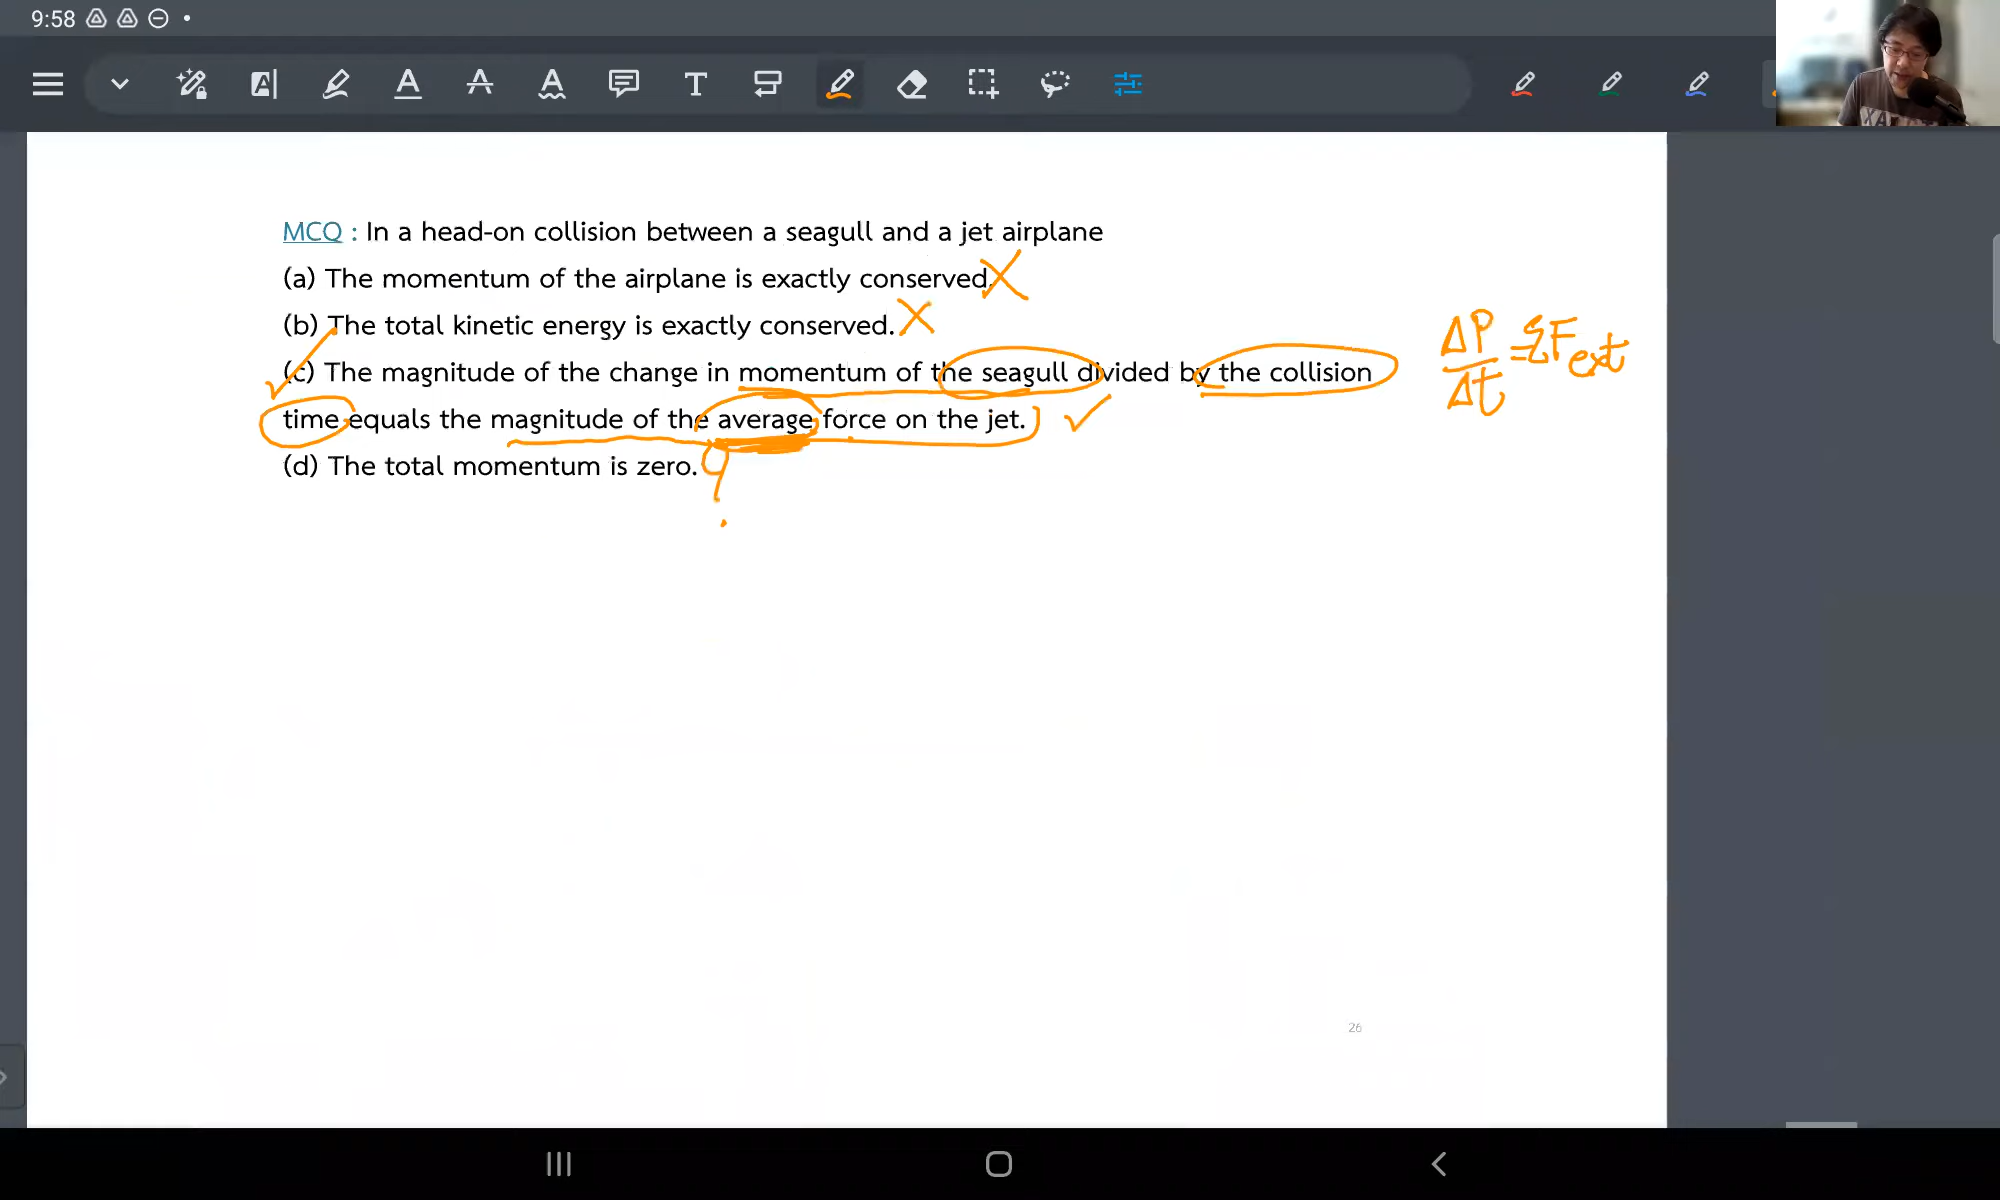 9:58
MCQ : In a head-on collision between a seagull and a jet airplane
(a) The momentum of the airplane is exactly conserved.
(b) The total kinetic energy is exactly conserved.
(c) The magnitude of the change in momentum of the seagull divided by the collision
time equals the magnitude of the average force on the jet.
(d) The total momentum is zero.
ΔP/Δt = ΣFext
?
26